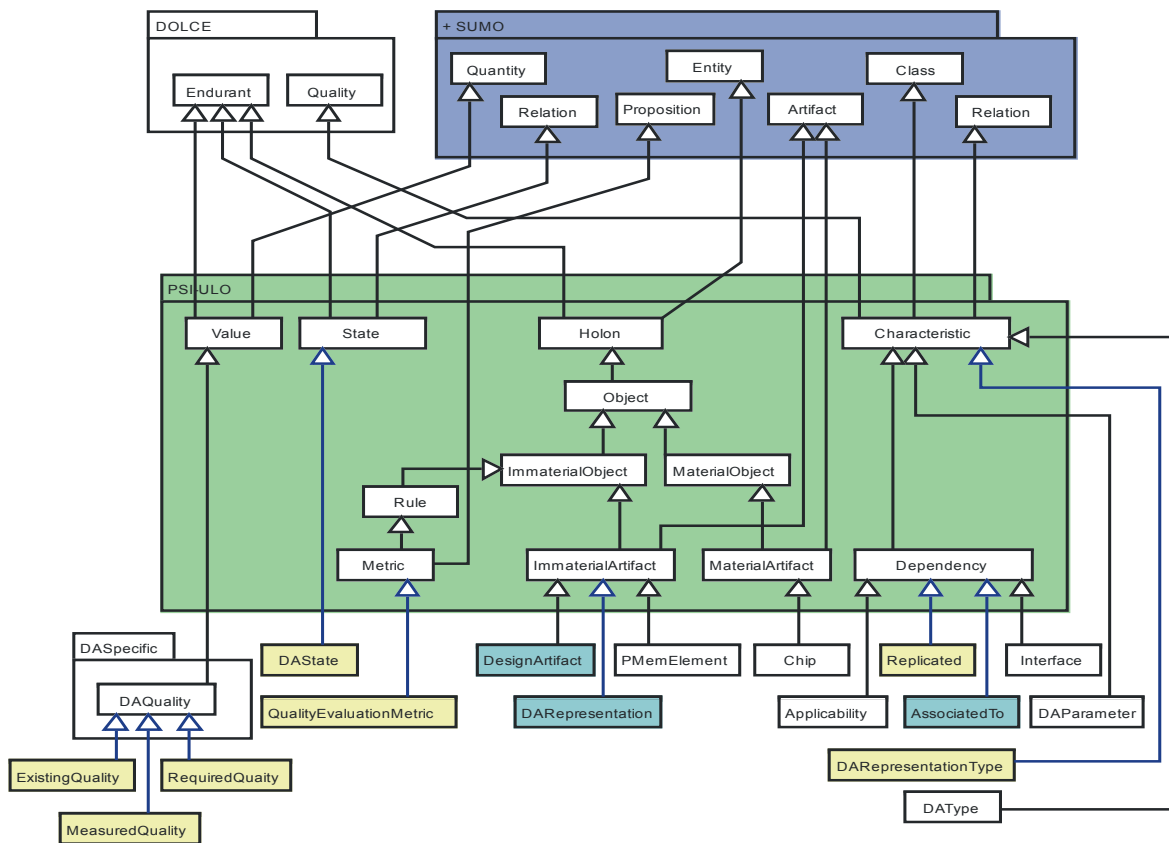 DOLCE
+ SUMO
Endurant
Quality
Quantity
Entity
Class
Relation
Proposition
Artifact
Relation
PSI-ULO
Value
State
Holon
Characteristic
Object
ImmaterialObject
MaterialObject
Rule
Metric
ImmaterialArtifact
MaterialArtifact
Dependency
DASpecific
DAState
DesignArtifact
PMemElement
Chip
Replicated
Interface
DAQuality
QualityEvaluationMetric
DARepresentation
Applicability
AssociatedTo
DAParameter
ExistingQuality
RequiredQuaity
DARepresentationType
DAType
MeasuredQuality